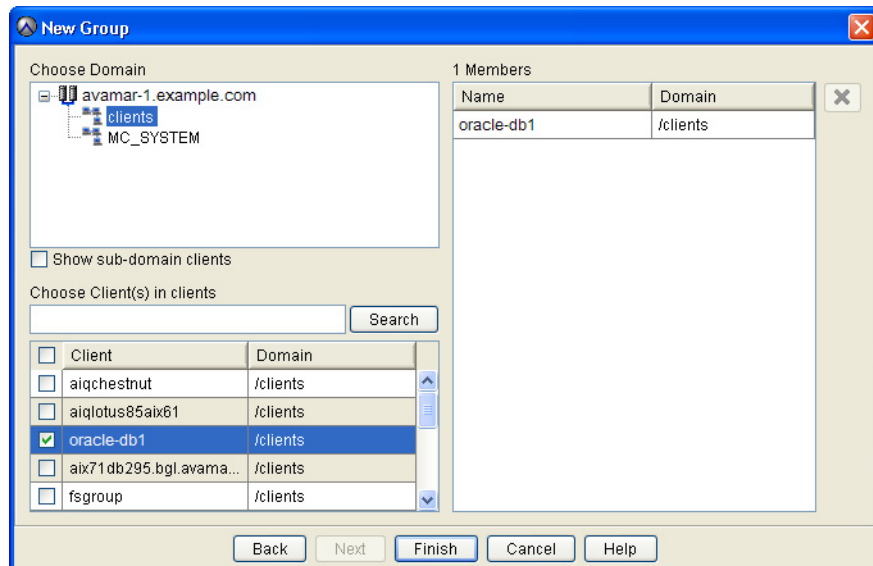 New Group
Choose Domain
avamar-1.example.com
clients
MC_SYSTEM
Show sub-domain clients
Choose Client(s) in clients
Search
Client Domain
aiqchestnut /clients
aiqlotus85aix61 /clients
oracle-db1 /clients
aix71db295.bgl.avama... /clients
fsgroup /clients
1 Members
Name Domain
oracle-db1 /clients
Back Next Finish Cancel Help